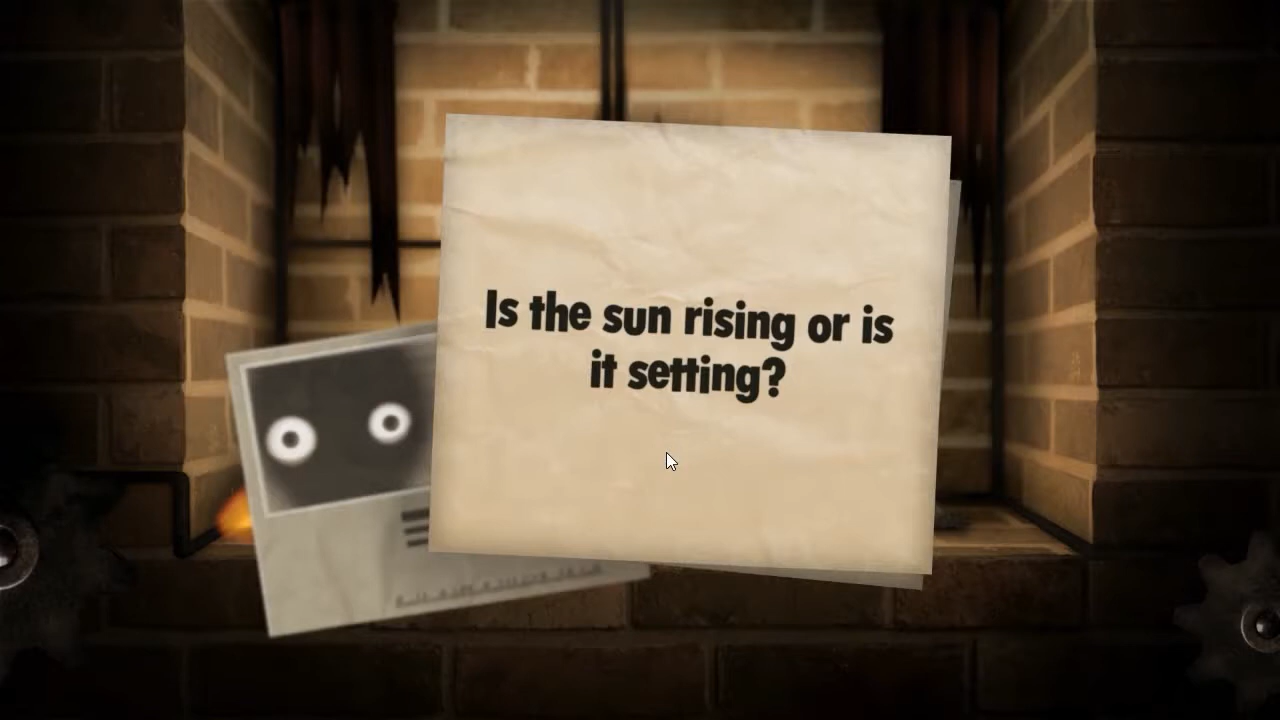 Is the sun rising or is
it setting?